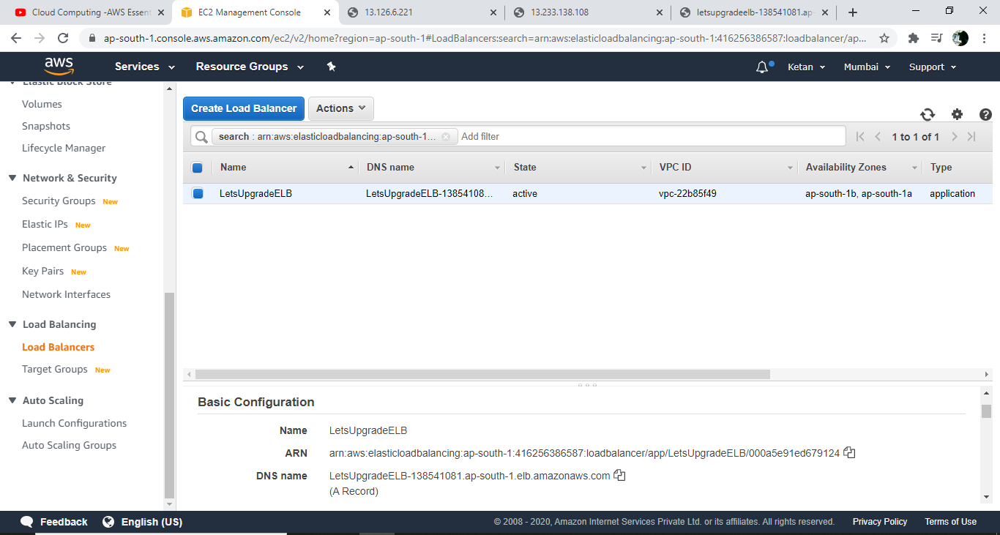 Cloud Computing -AWS Essent
EC2 Management Console
13.126.6.221
13.233.138.108
letsupgradeelb-138541081.ap-
ap-south-1.console.aws.amazon.com/ec2/v2/home?region=ap-south-1#LoadBalancers:search=arn:aws:elasticloadbalancing:ap-south-1:416256386587:loadbalancer/ap...
aws Services Resource Groups Ketan Mumbai Support
Elastic Block Store
Volumes
Snapshots
Lifecycle Manager
Network & Security
Security Groups New
Elastic IPs New
Placement Groups New
Key Pairs New
Network Interfaces
Load Balancing
Load Balancers
Target Groups New
Auto Scaling
Launch Configurations
Auto Scaling Groups
Create Load Balancer Actions
search : arn:aws:elasticloadbalancing:ap-south-1... Add filter 1 to 1 of 1
Name DNS name State VPC ID Availability Zones Type
LetsUpgradeELB LetsUpgradeELB-13854108... active vpc-22b85f49 ap-south-1b, ap-south-1a application
Basic Configuration
Name LetsUpgradeELB
ARN arn:aws:elasticloadbalancing:ap-south-1:416256386587:loadbalancer/app/LetsUpgradeELB/000a5e91ed679124
DNS name LetsUpgradeELB-138541081.ap-south-1.elb.amazonaws.com
(A Record)
Feedback English (US) © 2008 - 2020, Amazon Internet Services Private Ltd. or its affiliates. All rights reserved. Privacy Policy Terms of Use